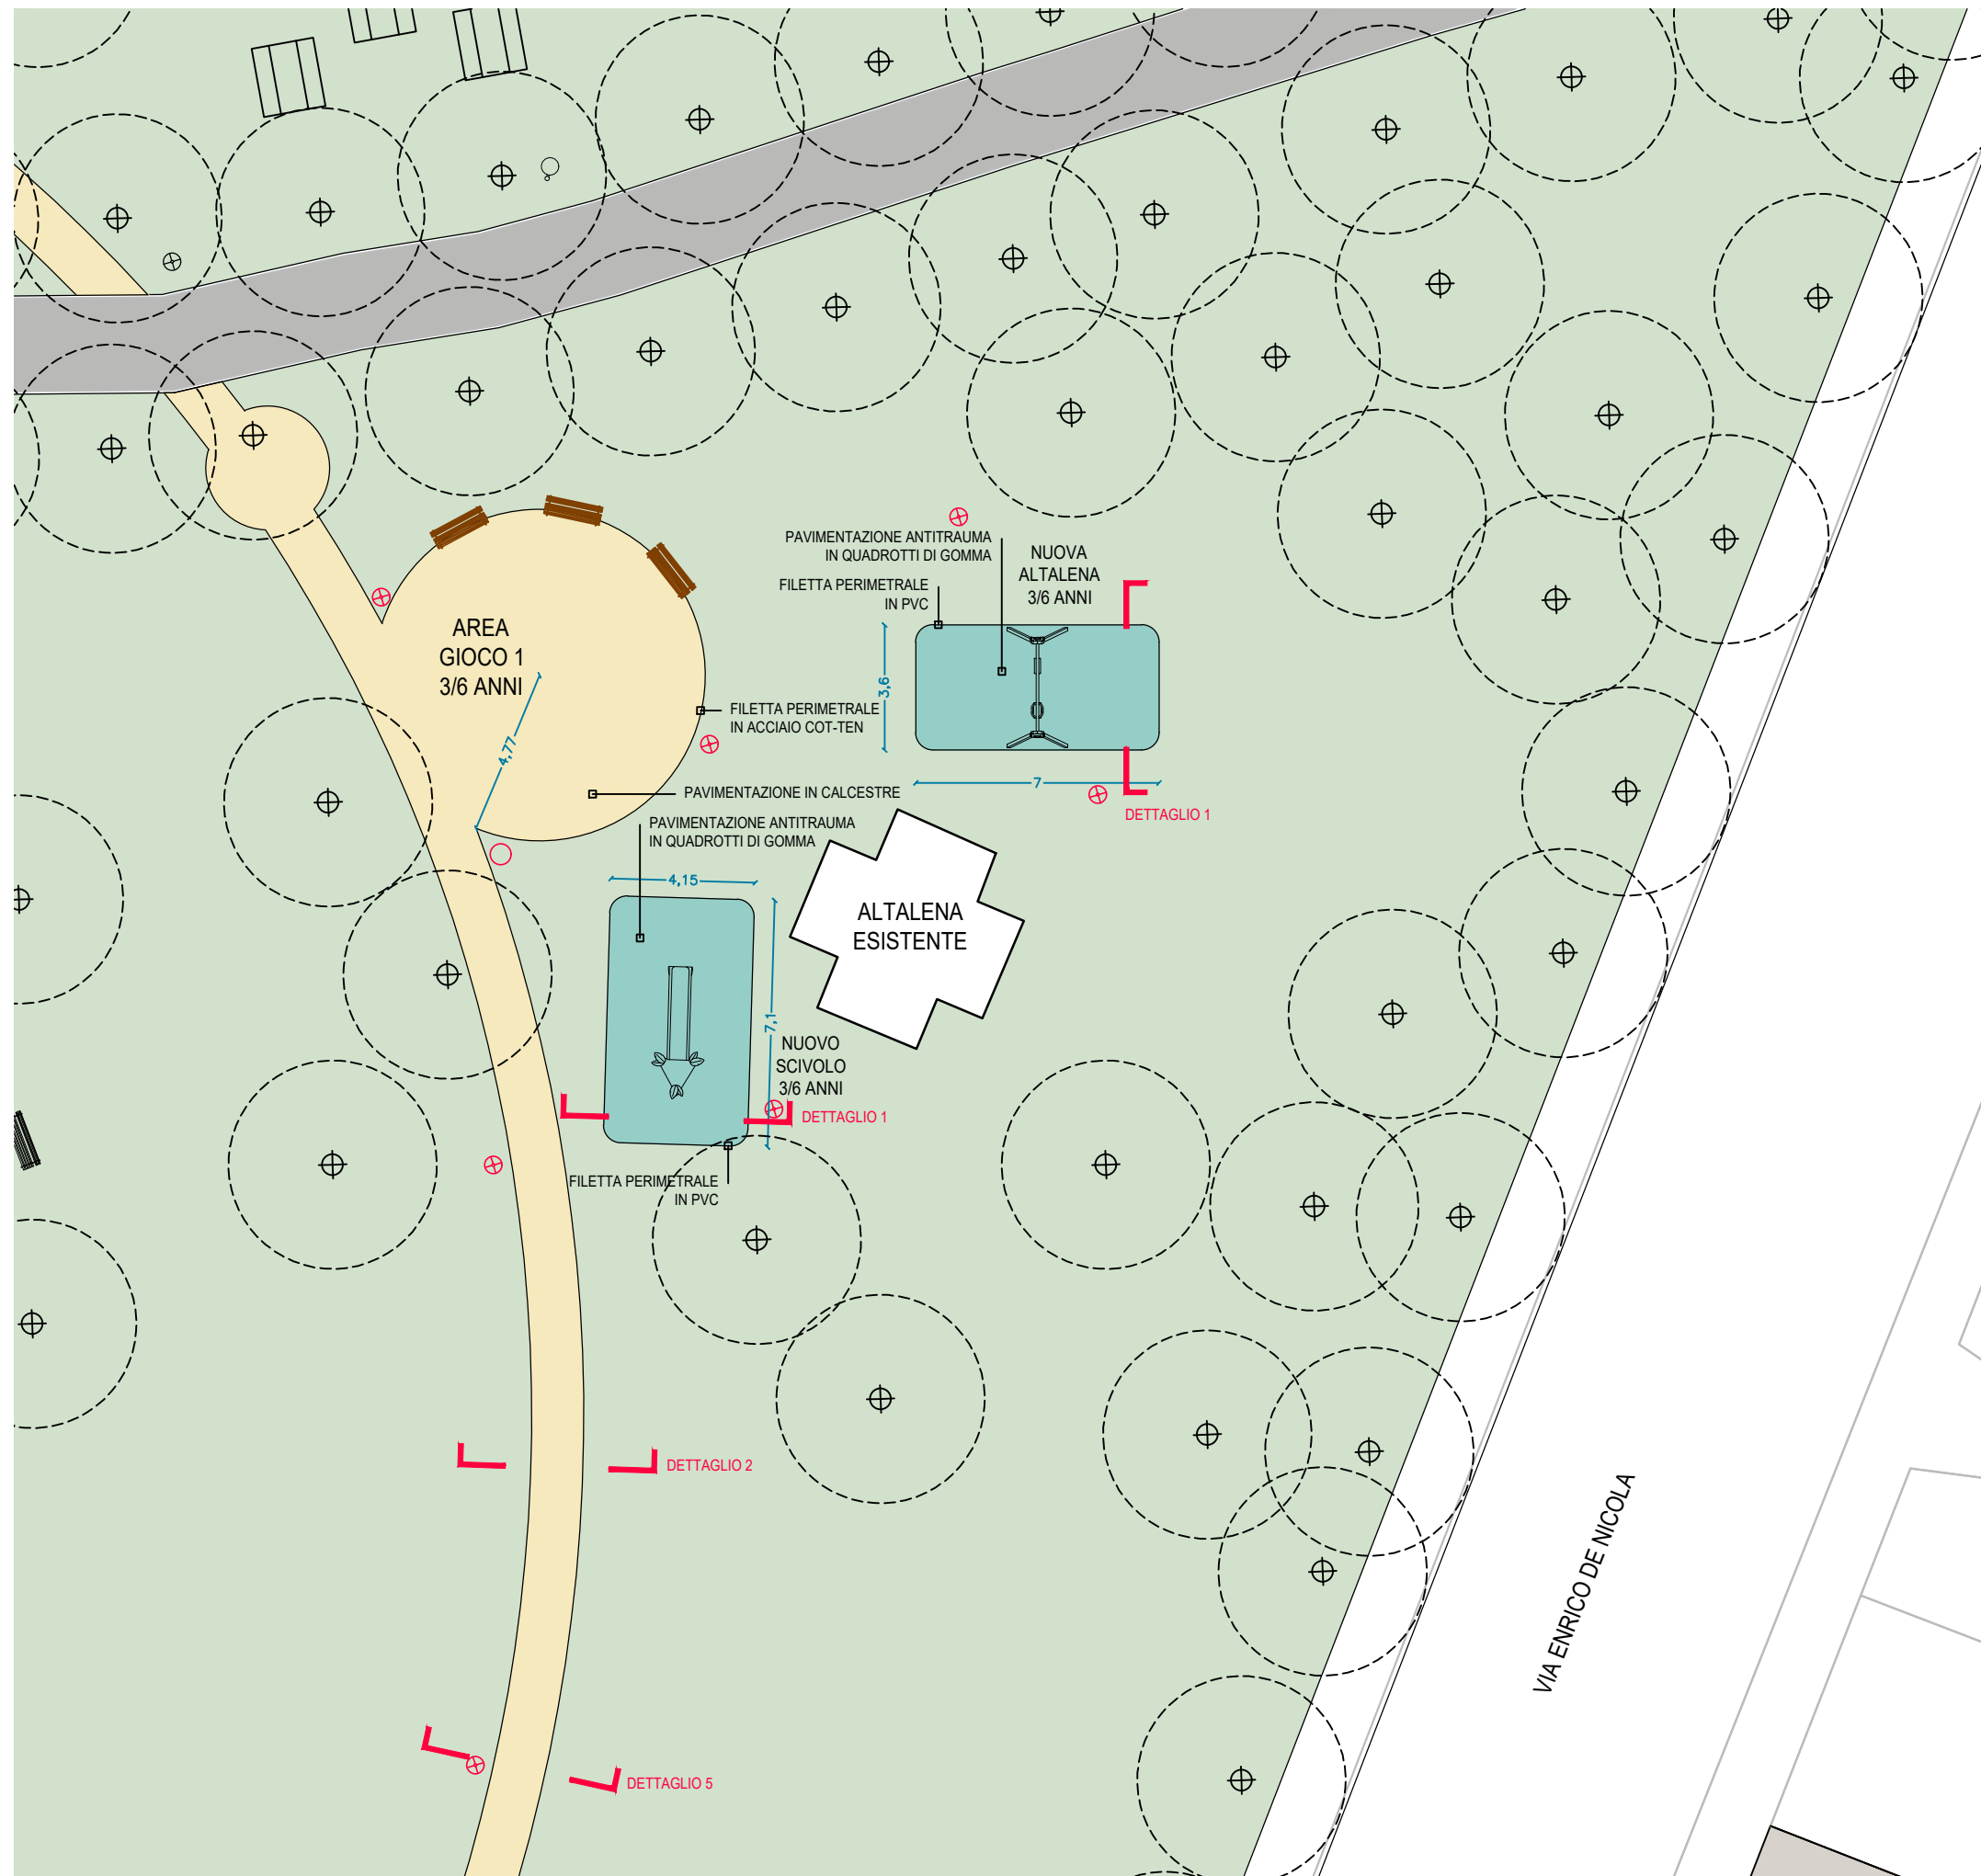 PAVIMENTAZIONE ANTITRAUMA
IN QUADROTTI DI GOMMA
NUOVA
ALTALENA
3/6 ANNI
FILETTA PERIMETRALE
IN PVC
AREA
GIOCO 1
3/6 ANNI
3,6
FILETTA PERIMETRALE
IN ACCIAIO COT-TEN
4,77
7
PAVIMENTAZIONE IN CALCESTRE
DETTAGLIO 1
PAVIMENTAZIONE ANTITRAUMA
IN QUADROTTI DI GOMMA
4,15
ALTALENA
ESISTENTE
7,1
NUOVO
SCIVOLO
3/6 ANNI
DETTAGLIO 1
FILETTA PERIMETRALE
IN PVC
DETTAGLIO 2
VIA ENRICO DE NICOLA
DETTAGLIO 5